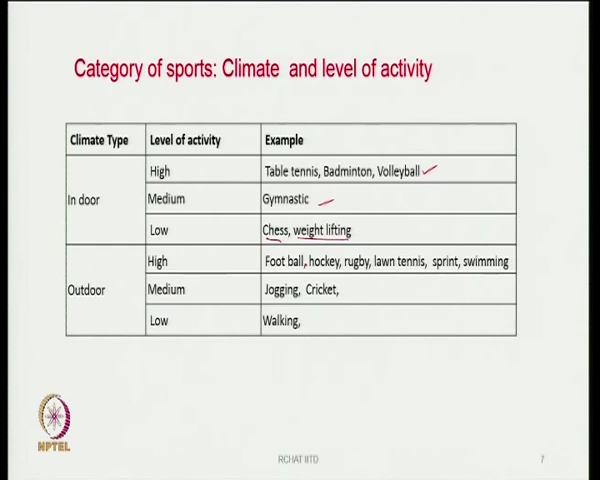 Category of sports: Climate and level of activity
Climate Type Level of activity Example
In door
High Table tennis, Badminton, Volleyball
Medium Gymnastic
Low Chess, weight lifting
Outdoor
High Foot ball, hockey, rugby, lawn tennis, sprint, swimming
Medium Jogging, Cricket,
Low Walking,
NPTEL
RCHAT IITD
7